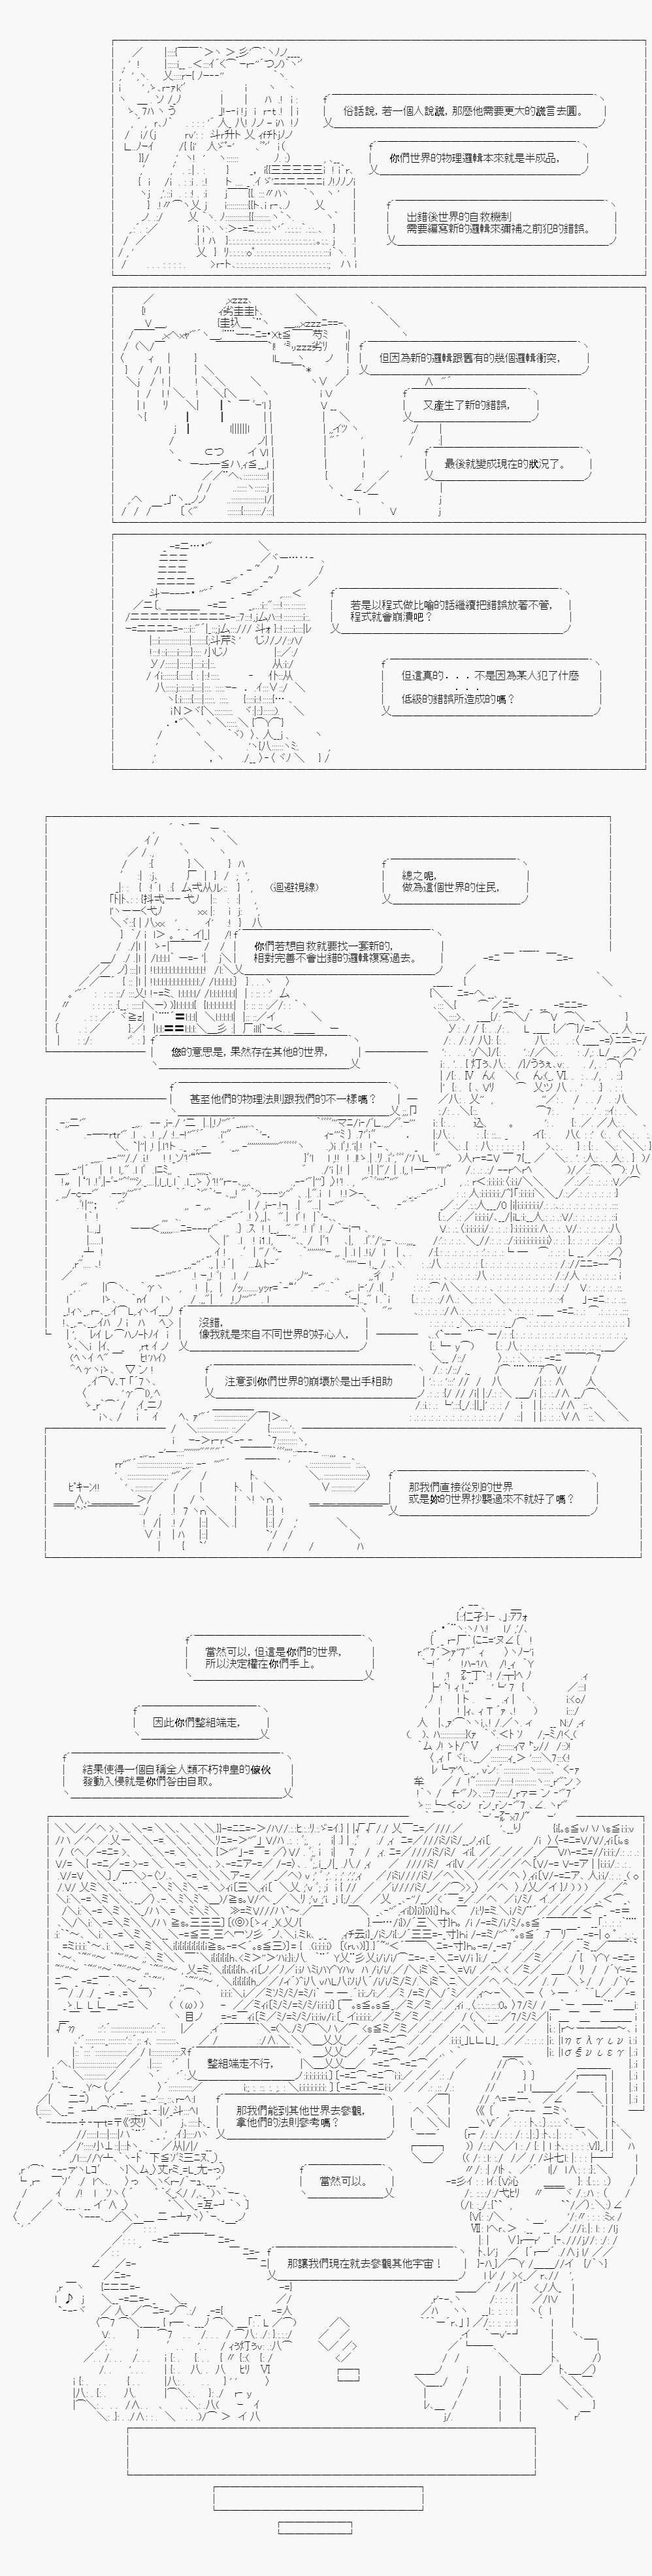 俗話說，若一個人說謊，那麼他需要更大的謊言去圓。
你們世界的物理邏輯本來就是半成品，
出錯後世界的自救機制
需要編寫新的邏輯來彌補之前犯的錯誤。
但因為新的邏輯跟舊有的幾個邏輯衝突，
又產生了新的錯誤，
最後就變成現在的狀況了。
若是以程式做比喻的話繼續把錯誤放著不管，
程式就會崩潰吧？
但這真的．．．不是因為某人犯了什麼
．．．
低級的錯誤所造成的嗎？
總之呢，
做為這個世界的住民，
(迴避視線)
你們若想自救就要找一套新的，
相對完善不會出錯的邏輯複寫過去。
您的意思是，果然存在其他的世界，
甚至他們的物理法則跟我們的不一樣嗎？
沒錯，
像我就是來自不同世界的好心人，
注意到你們世界的崩壞於是出手相助
ﾋﾟｷｰﾝ!!
那我們直接從別的世界
或是妳的世界抄襲過來不就好了嗎？
當然可以，但這是你們的世界，
所以決定權在你們手上。
因此你們整組端走，
結果使得一個自稱全人類不朽神皇的傢伙
發動入侵就是你們咎由自取。
整組端走不行，
那我們能到其他世界去參觀，
拿他們的法則參考嗎？
當然可以。
那讓我們現在就去參觀其他宇宙！